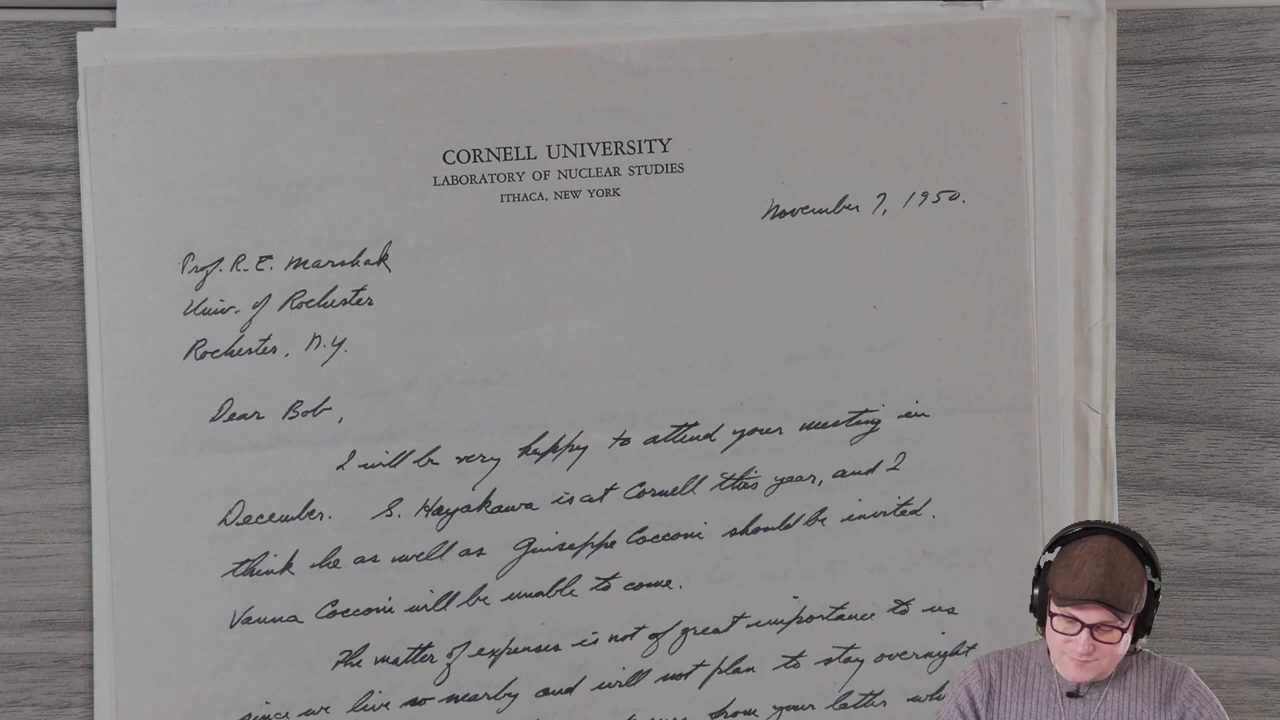 CORNELL UNIVERSITY
LABORATORY OF NUCLEAR STUDIES
ITHACA, NEW YORK
November 7, 1950.
Prof. R. E. Marshak
Univ. of Rochester
Rochester, N.Y.
Dear Bob,
I will be very happy to attend your meeting in
December. S. Hayakawa is at Cornell this year, and I
think he as well as Giuseppe Cocconi should be invited.
Vanna Cocconi will be unable to come.
The matter of expenses is not of great importance to us
since we live so nearby and will not plan to stay overnight
from your letter